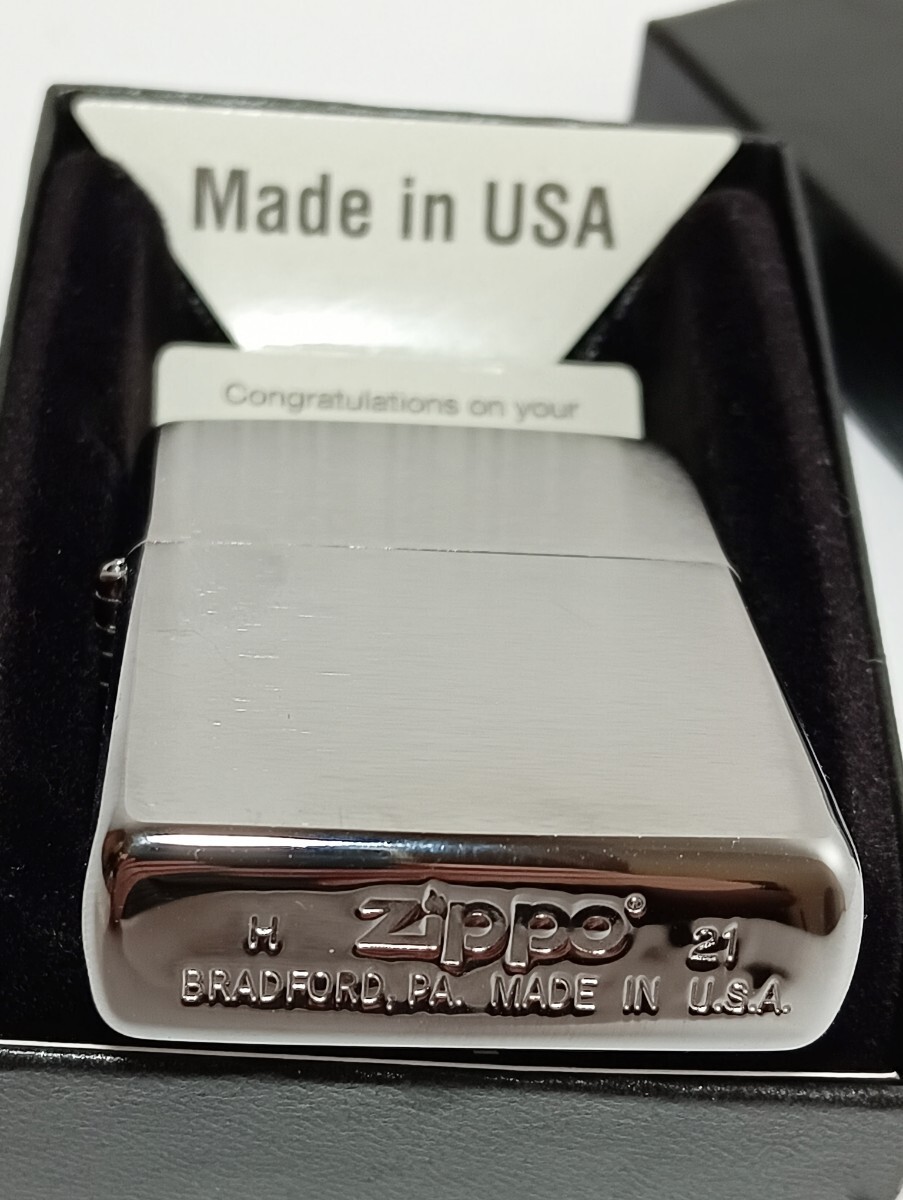 Made in USA
Congratulations on your
H zippo® 21
BRADFORD, PA. MADE IN U.S.A.